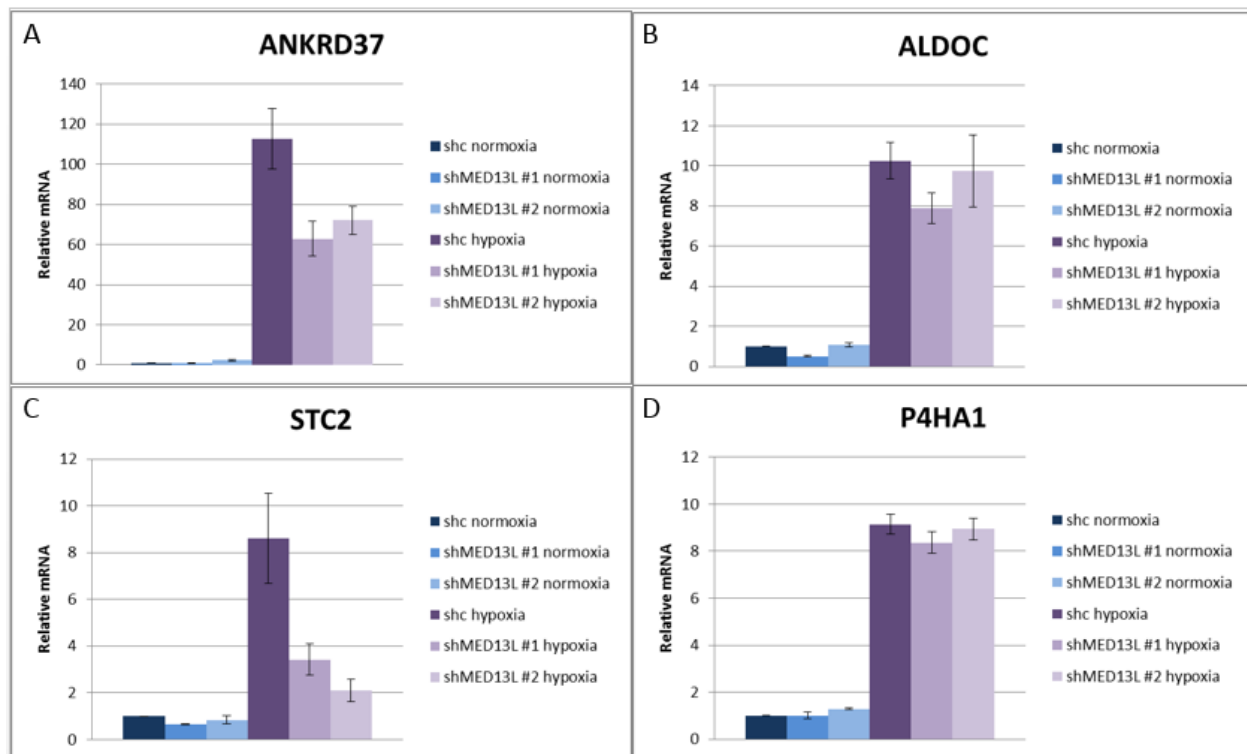 A
ANKRD37
Relative mRNA
140
120
100
80
60
40
20
0
shc normoxia
shMED13L #1 normoxia
shMED13L #2 normoxia
shc hypoxia
shMED13L #1 hypoxia
shMED13L #2 hypoxia
B
ALDOC
Relative mRNA
14
12
10
8
6
4
2
0
shc normoxia
shMED13L #1 normoxia
shMED13L #2 normoxia
shc hypoxia
shMED13L #1 hypoxia
shMED13L #2 hypoxia
C
STC2
Relative mRNA
12
10
8
6
4
2
0
shc normoxia
shMED13L #1 normoxia
shMED13L #2 normoxia
shc hypoxia
shMED13L #1 hypoxia
shMED13L #2 hypoxia
D
P4HA1
Relative mRNA
12
10
8
6
4
2
0
shc normoxia
shMED13L #1 normoxia
shMED13L #2 normoxia
shc hypoxia
shMED13L #1 hypoxia
shMED13L #2 hypoxia